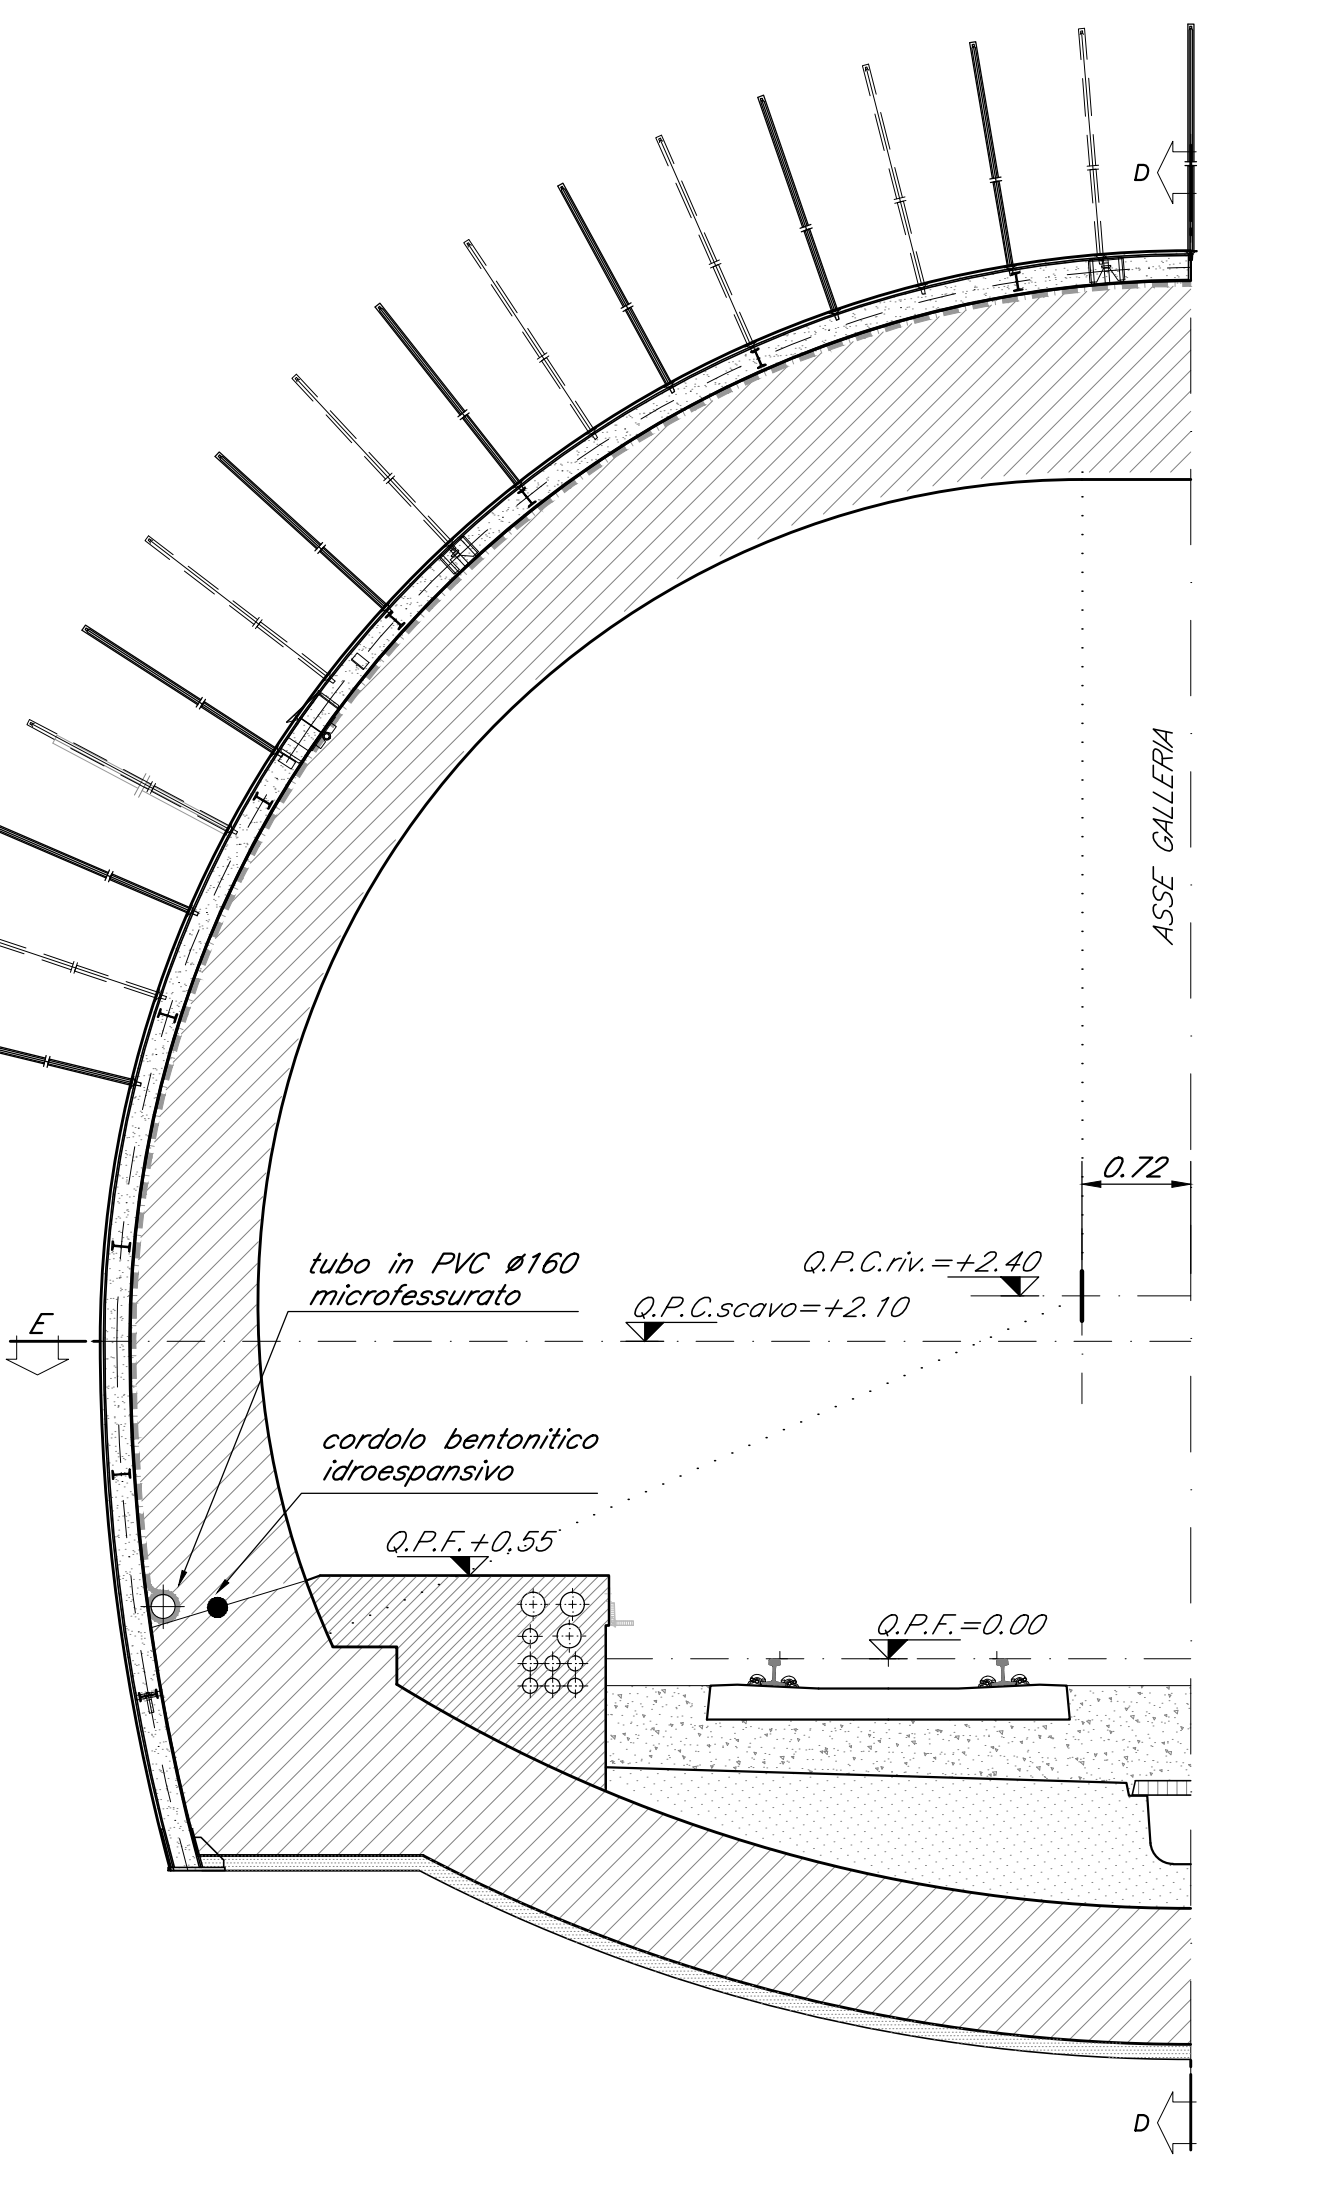 D
ASSE GALLERIA
0.72
tubo in PVC ø160
microfessurato
Q.P.C.riv.=+2.40
Q.P.C.scavo=+2.10
E
cordolo bentonitico
idroespansivo
Q.P.F.+0.55
Q.P.F.=0.00
D